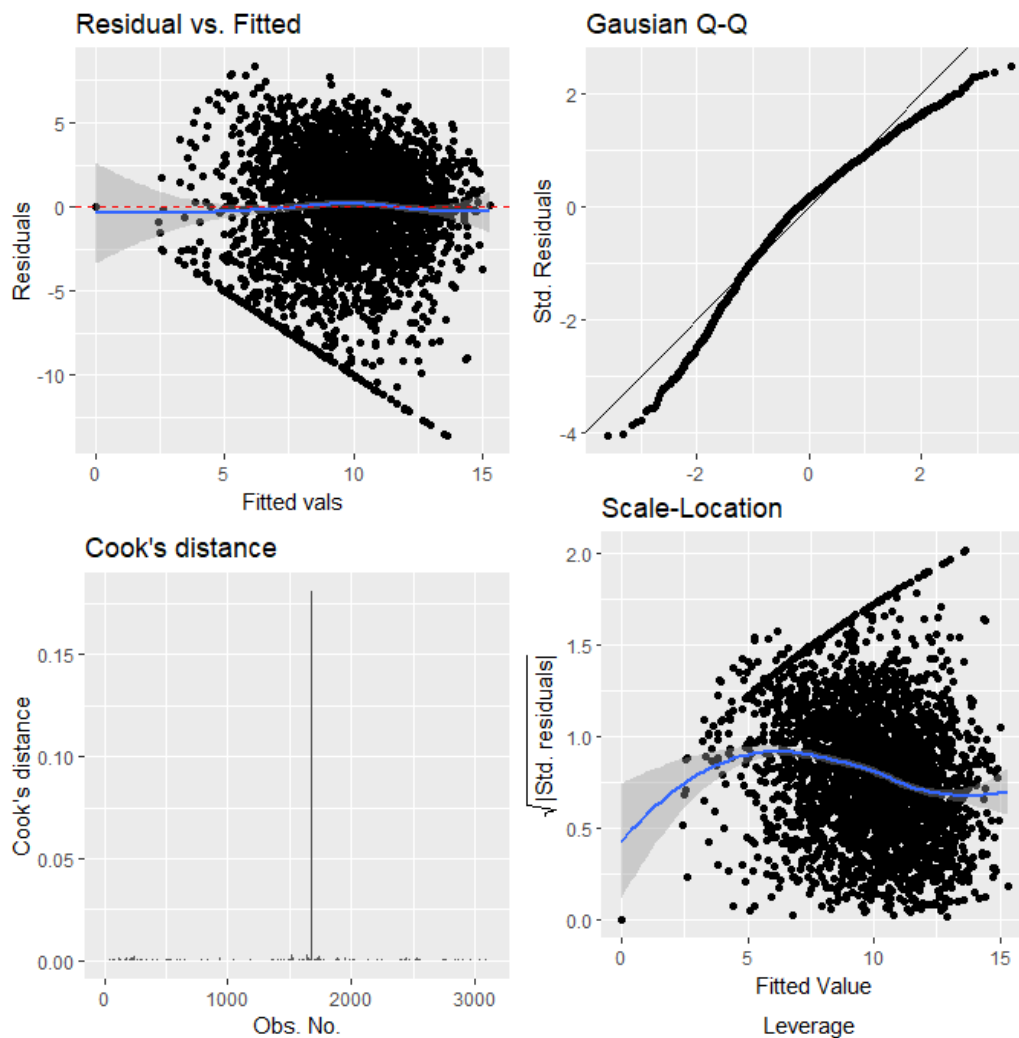 Residual vs. Fitted
5
0
-5
-10
Residuals
0
5
10
15
Fitted vals
Gausian Q-Q
2
0
-2
-4
Std. Residuals
-2
0
2
Cook's distance
0.15
0.10
0.05
0.00
Cook's distance
0
1000
2000
3000
Obs. No.
Scale-Location
2.0
1.5
1.0
0.5
0.0
√|Std. residuals|
0
5
10
15
Fitted Value
Leverage